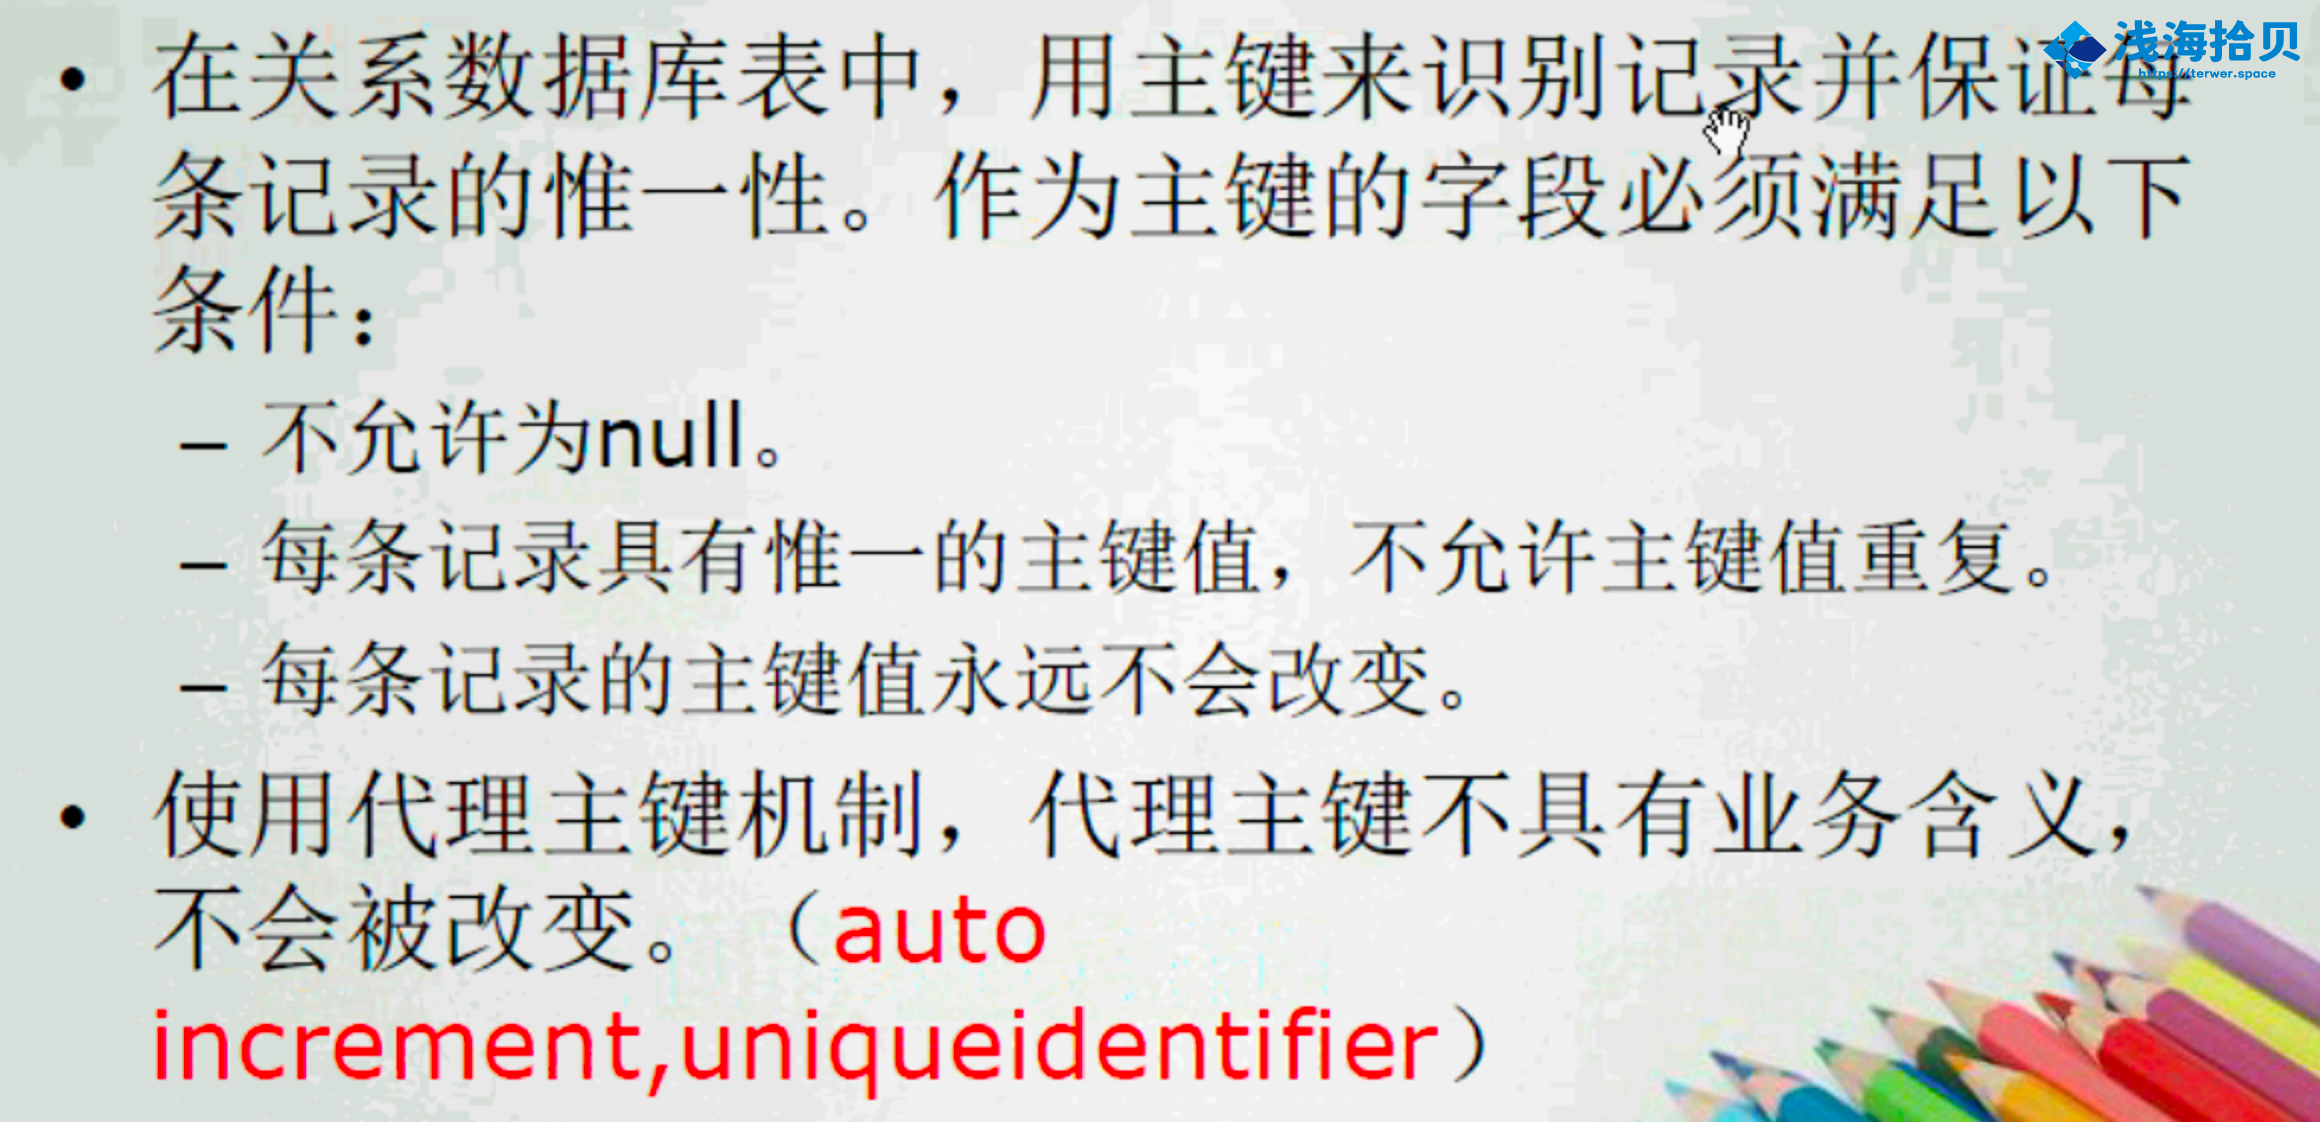 浅海拾贝
https://terwer.space
• 在关系数据库表中，用主键来识别记录并保证每
条记录的惟一性。作为主键的字段必须满足以下
条件：
– 不允许为null。
– 每条记录具有惟一的主键值，不允许主键值重复。
– 每条记录的主键值永远不会改变。
• 使用代理主键机制，代理主键不具有业务含义，
不会被改变。（auto
increment,uniqueidentifier）